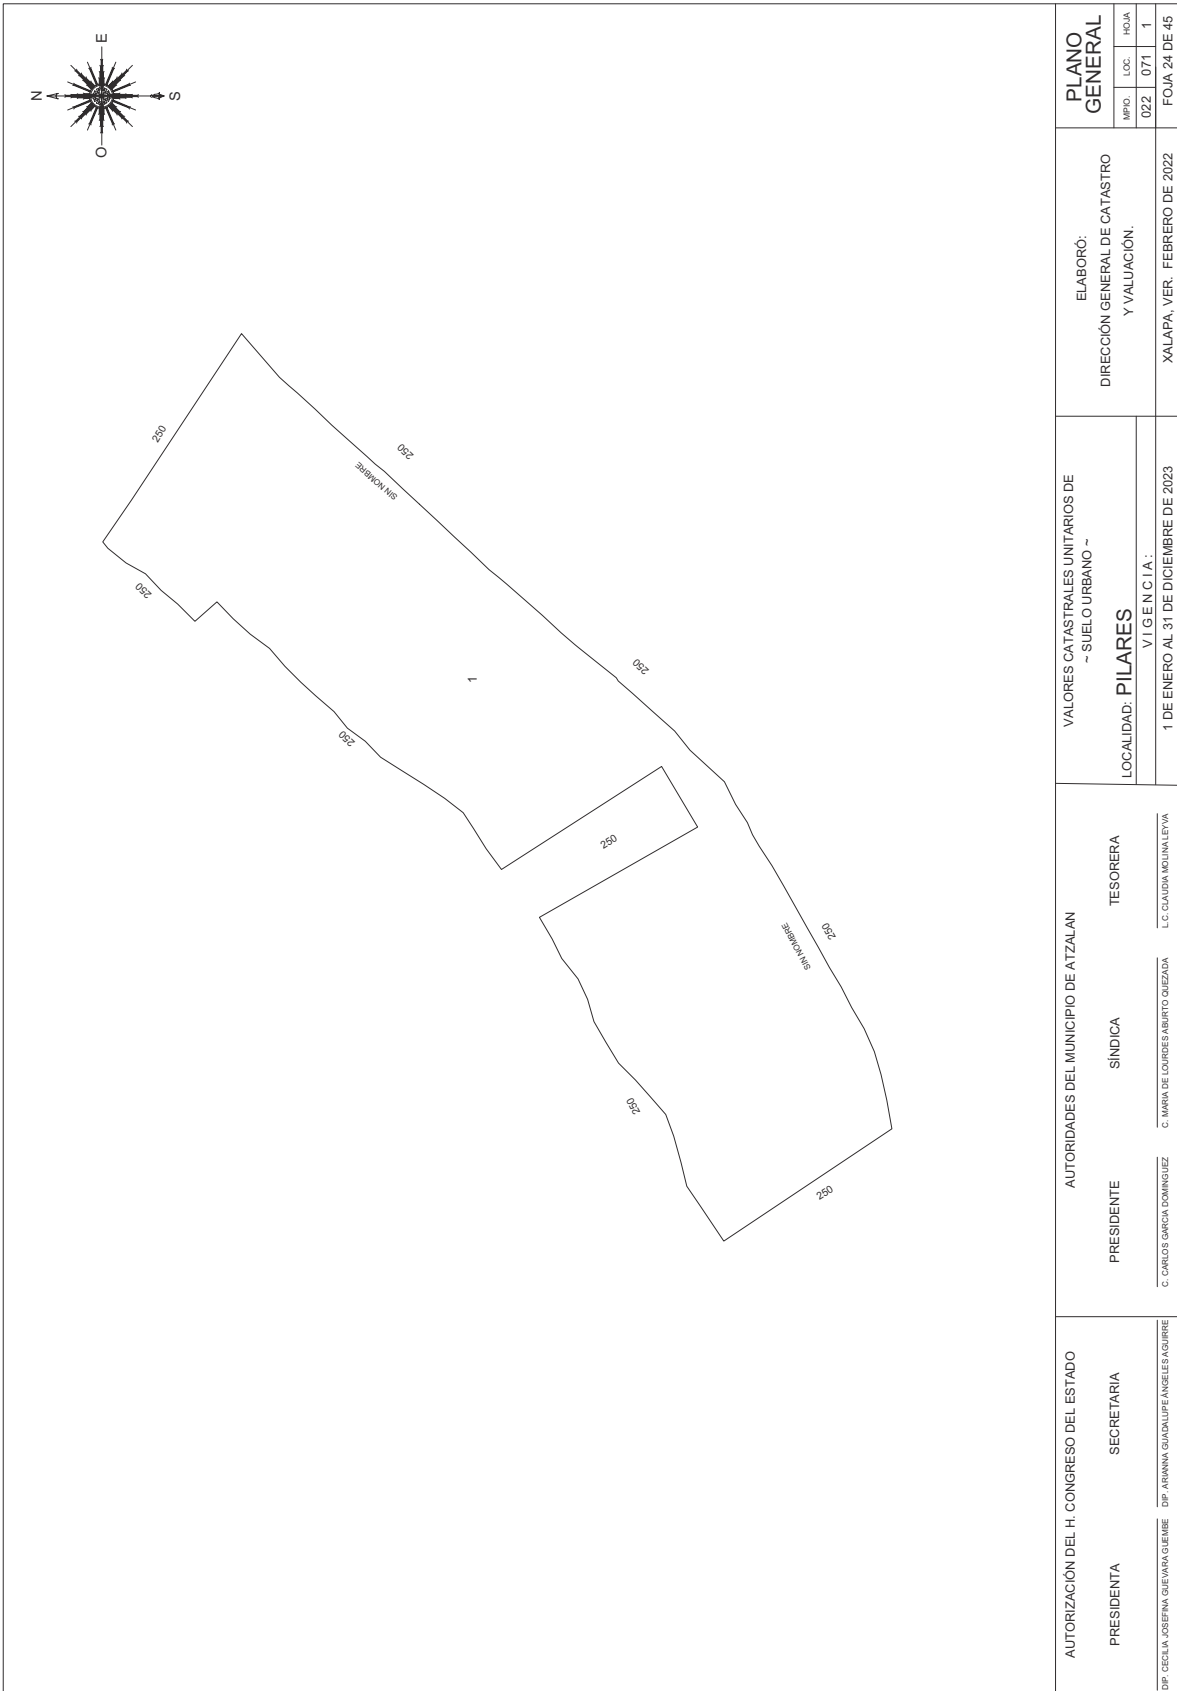 N
E
S
O
250
250
250
SIN NOMBRE
250
250
1
250
250
SIN NOMBRE
250
250
AUTORIZACIÓN DEL H. CONGRESO DEL ESTADO
PRESIDENTA
SECRETARIA
DIP. CECILIA JOSEFINA GUEVARA GUEMBE
DIP. ARIANNA GUADALUPE ÁNGELES AGUIRRE
AUTORIDADES DEL MUNICIPIO DE ATZALAN
PRESIDENTE
SÍNDICA
TESORERA
C. CARLOS GARCIA DOMINGUEZ
C. MARIA DE LOURDES ABURTO QUEZADA
L.C. CLAUDIA MOLINA LEYVA
VALORES CATASTRALES UNITARIOS DE
~ SUELO URBANO ~
LOCALIDAD: PILARES
V I G E N C I A :
1 DE ENERO AL 31 DE DICIEMBRE DE 2023
ELABORÓ:
DIRECCIÓN GENERAL DE CATASTRO
Y VALUACIÓN.
XALAPA, VER. FEBRERO DE 2022
PLANO
GENERAL
MPIO. LOC. HOJA
022 071 1
FOJA 24 DE 45